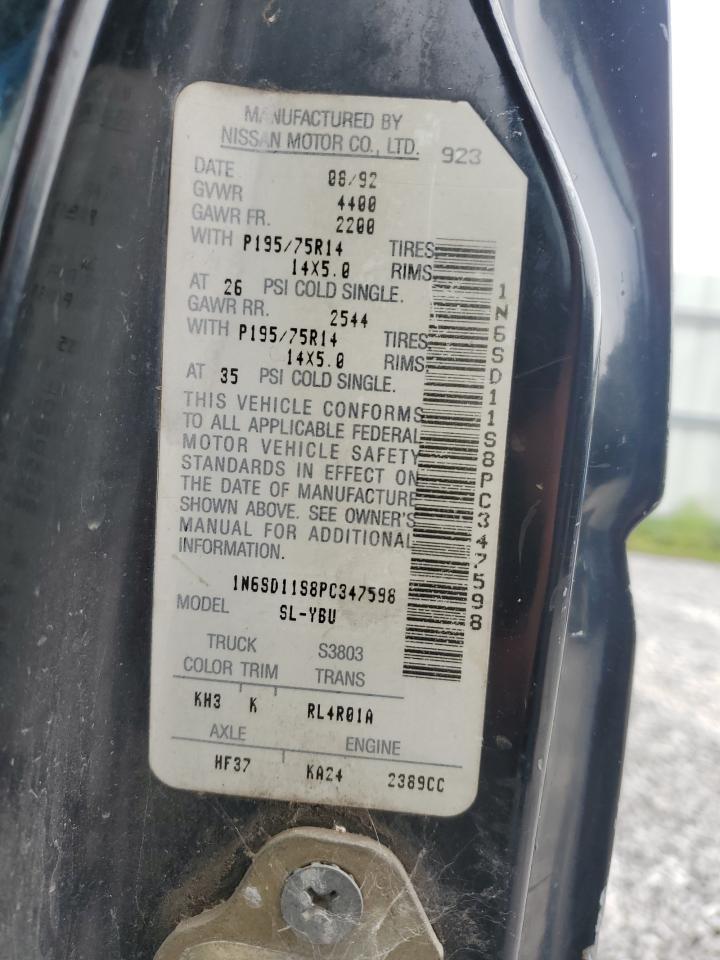 MANUFACTURED BY
NISSAN MOTOR CO., LTD. 923
DATE 08/92
GVWR 4400
GAWR FR. 2200
WITH P195/75R14 TIRES
14X5.0 RIMS
AT 26 PSI COLD SINGLE.
GAWR RR. 2544
WITH P195/75R14 TIRES
14X5.0 RIMS
AT 35 PSI COLD SINGLE.
THIS VEHICLE CONFORMS
TO ALL APPLICABLE FEDERAL
MOTOR VEHICLE SAFETY
STANDARDS IN EFFECT ON
THE DATE OF MANUFACTURE
SHOWN ABOVE. SEE OWNER'S
MANUAL FOR ADDITIONAL
INFORMATION.
1N6SD11S8PC347598
MODEL SL-YBU
TRUCK S3803
COLOR TRIM TRANS
KH3 K RL4R01A
AXLE ENGINE
HF37 KA24 2389CC
1N6SD11S8PC347598